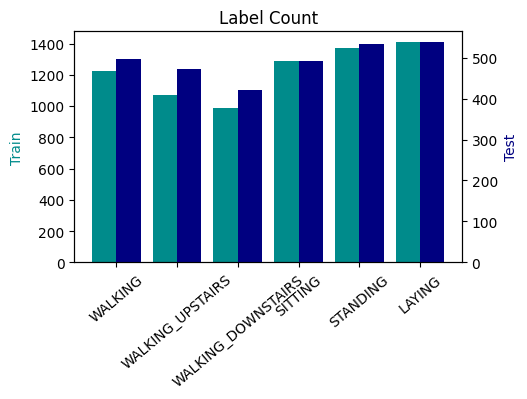 Label Count
1400
1200
1000
800
600
400
200
0
Train
500
400
300
200
100
0
Test
WALKING
WALKING_UPSTAIRS
WALKING_DOWNSTAIRS
SITTING
STANDING
LAYING